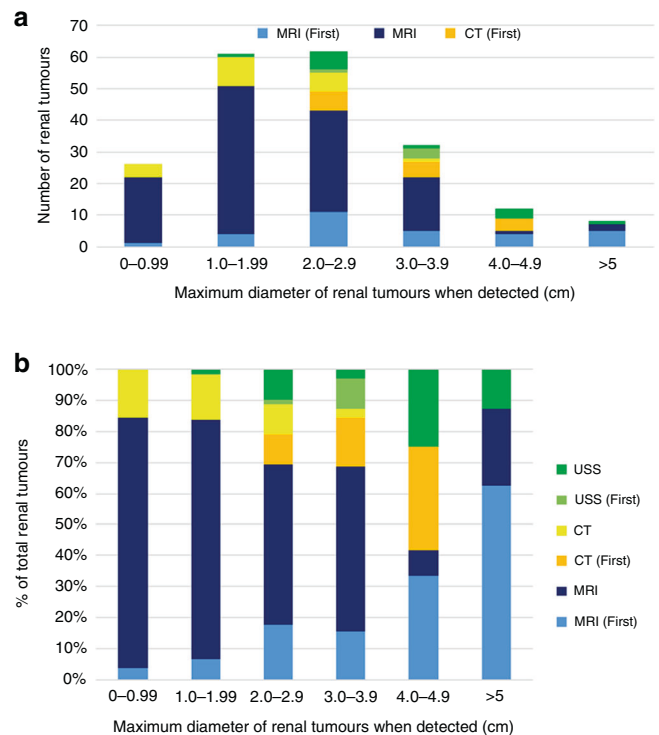 a
MRI (First) MRI CT (First)
Number of renal tumours
70
60
50
40
30
20
10
0
0–0.99 1.0–1.99 2.0–2.9 3.0–3.9 4.0–4.9 >5
Maximum diameter of renal tumours when detected (cm)
b
% of total renal tumours
100%
90%
80%
70%
60%
50%
40%
30%
20%
10%
0%
0–0.99 1.0–1.99 2.0–2.9 3.0–3.9 4.0–4.9 >5
Maximum diameter of renal tumours when detected (cm)
USS
USS (First)
CT
CT (First)
MRI
MRI (First)